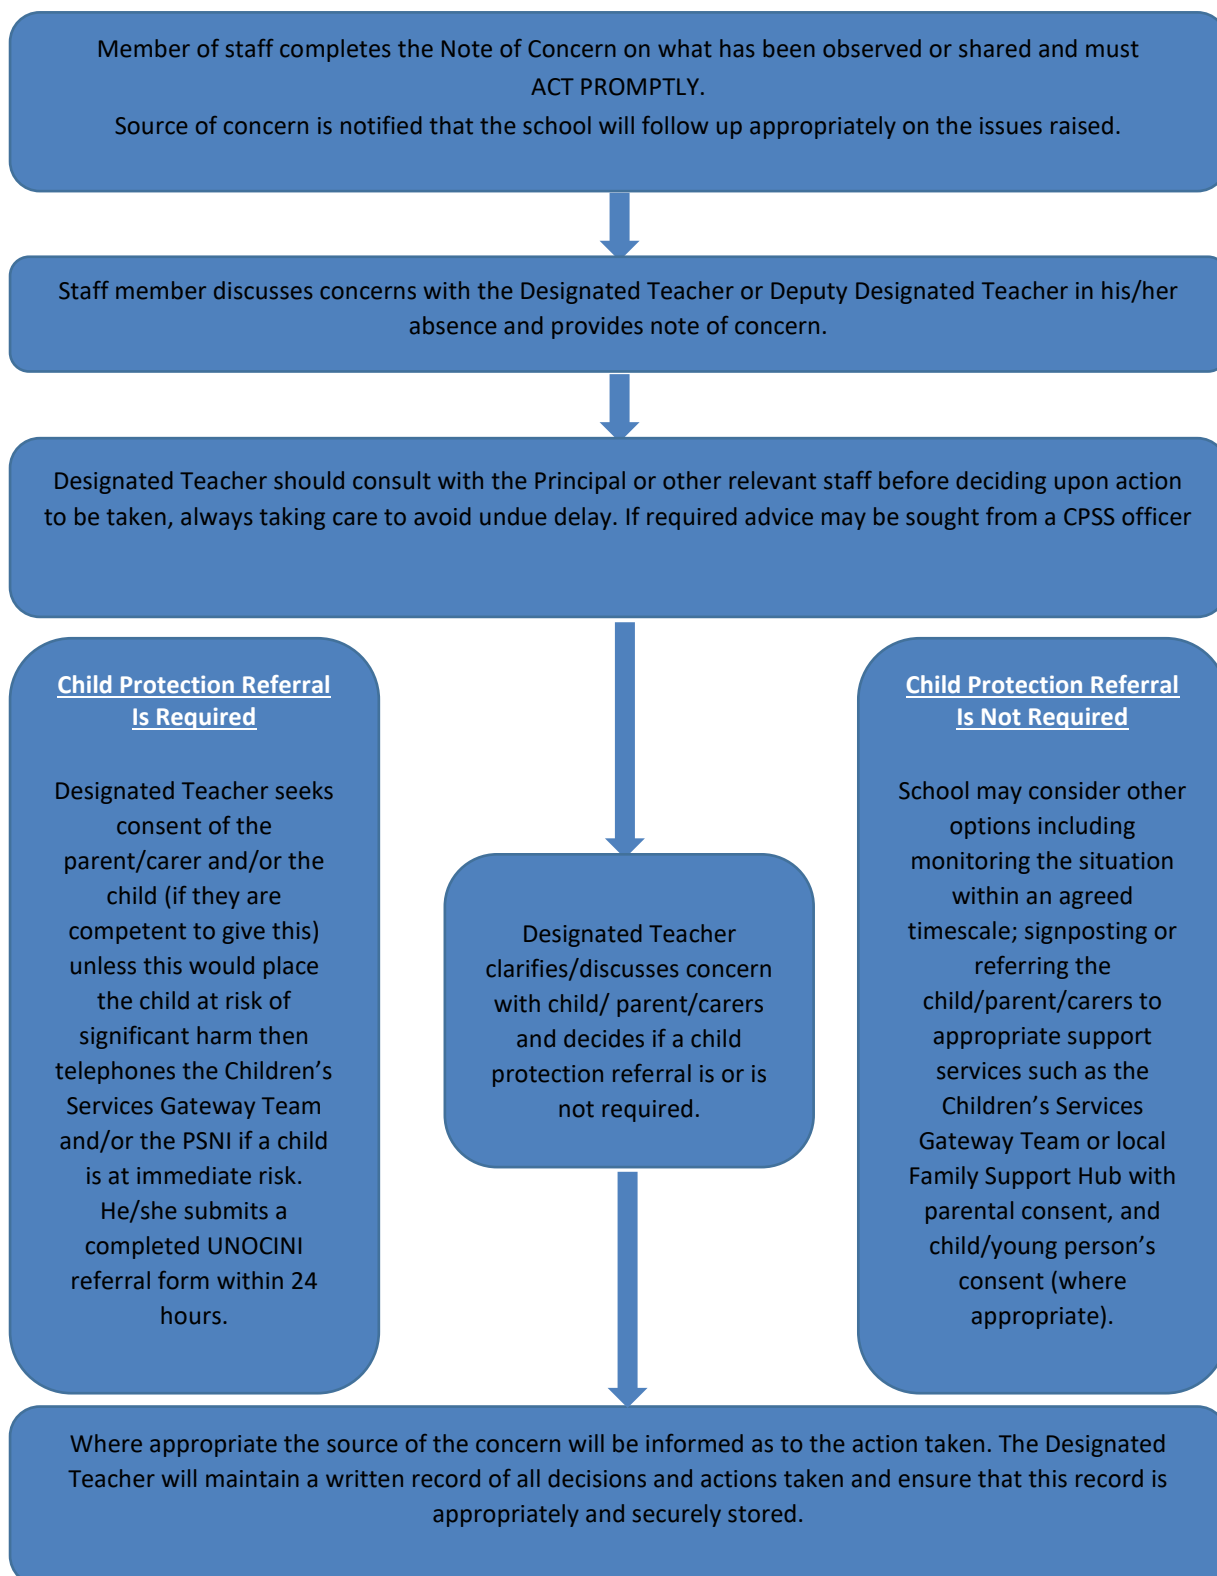 Member of staff completes the Note of Concern on what has been observed or shared and must
ACT PROMPTLY.
Source of concern is notified that the school will follow up appropriately on the issues raised.
Staff member discusses concerns with the Designated Teacher or Deputy Designated Teacher in his/her
absence and provides note of concern.
Designated Teacher should consult with the Principal or other relevant staff before deciding upon action
to be taken, always taking care to avoid undue delay. If required advice may be sought from a CPSS officer
Child Protection Referral
Is Required
Designated Teacher seeks
consent of the
parent/carer and/or the
child (if they are
competent to give this)
unless this would place
the child at risk of
significant harm then
telephones the Children’s
Services Gateway Team
and/or the PSNI if a child
is at immediate risk.
He/she submits a
completed UNOCINI
referral form within 24
hours.
Designated Teacher
clarifies/discusses concern
with child/ parent/carers
and decides if a child
protection referral is or is
not required.
Child Protection Referral
Is Not Required
School may consider other
options including
monitoring the situation
within an agreed
timescale; signposting or
referring the
child/parent/carers to
appropriate support
services such as the
Children’s Services
Gateway Team or local
Family Support Hub with
parental consent, and
child/young person’s
consent (where
appropriate).
Where appropriate the source of the concern will be informed as to the action taken. The Designated
Teacher will maintain a written record of all decisions and actions taken and ensure that this record is
appropriately and securely stored.